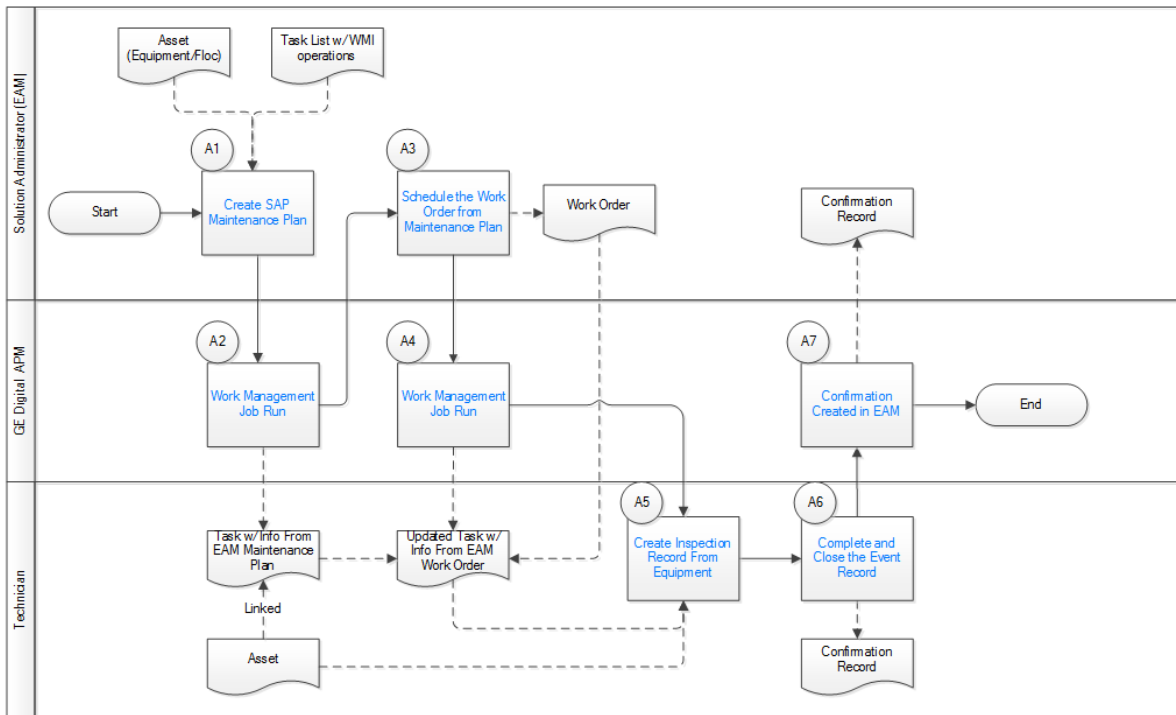 Solution Administrator (EAM)
Asset
(Equipment/Floc)
Task List w/ WMI
operations
A1
Create SAP
Maintenance Plan
A3
Schedule the Work
Order from
Maintenance Plan
Start
Work Order
Confirmation
Record
GE Digital APM
A2
Work Management
Job Run
A4
Work Management
Job Run
A7
Confirmation
Created in EAM
End
Technician
Task w/ Info From
EAM Maintenance
Plan
Updated Task w/
Info From EAM
Work Order
A5
Create Inspection
Record From
Equipment
A6
Complete and
Close the Event
Record
Linked
Asset
Confirmation
Record